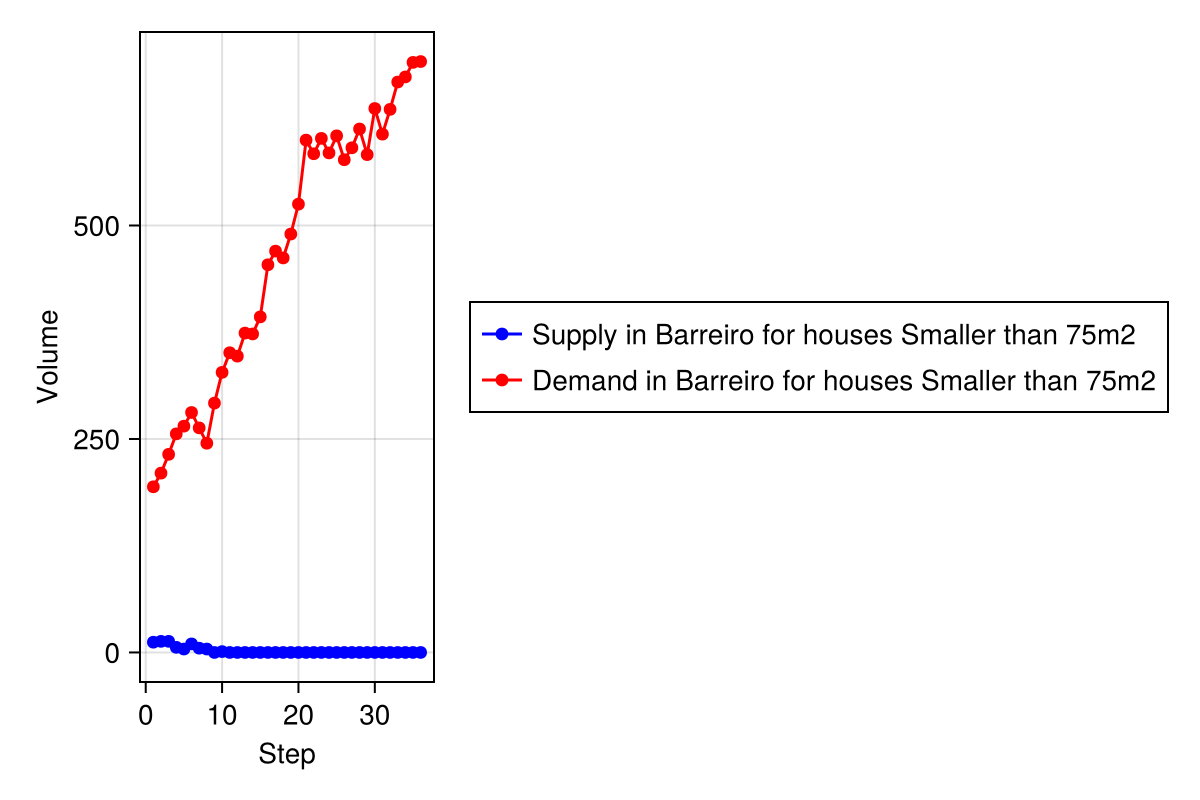 500
250
0
Volume
0 10 20 30
Step
Supply in Barreiro for houses Smaller than 75m2
Demand in Barreiro for houses Smaller than 75m2